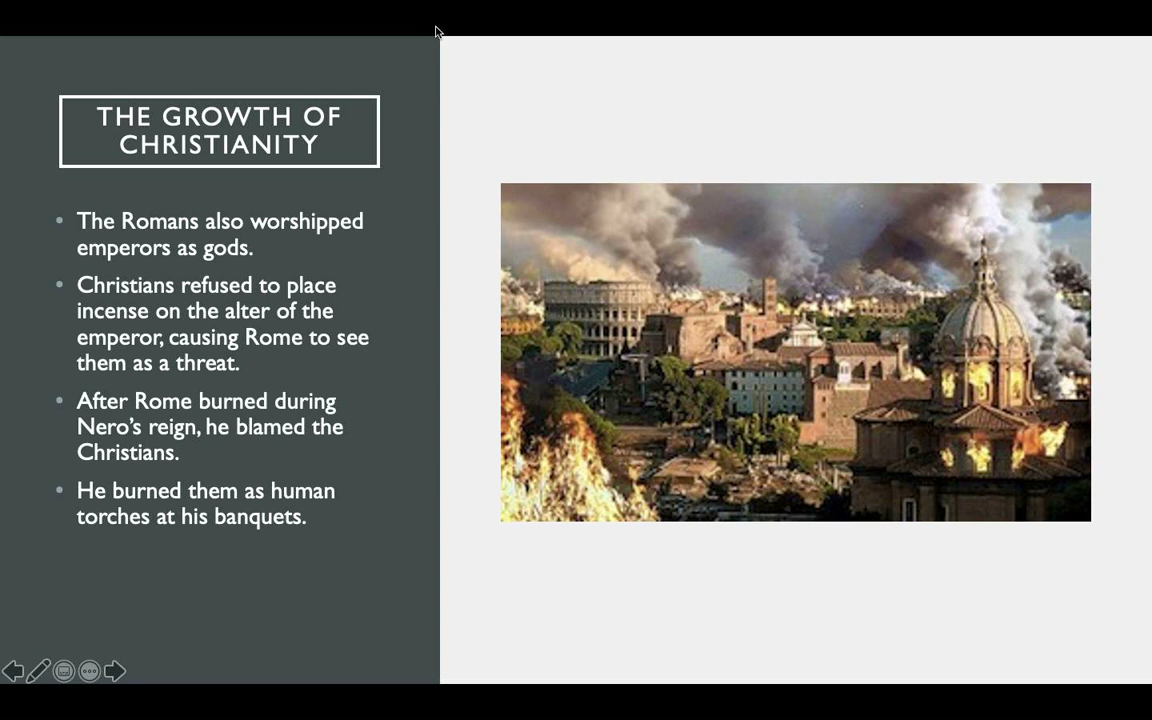 THE GROWTH OF
CHRISTIANITY
• The Romans also worshipped
emperors as gods.
• Christians refused to place
incense on the alter of the
emperor, causing Rome to see
them as a threat.
• After Rome burned during
Nero's reign, he blamed the
Christians.
• He burned them as human
torches at his banquets.